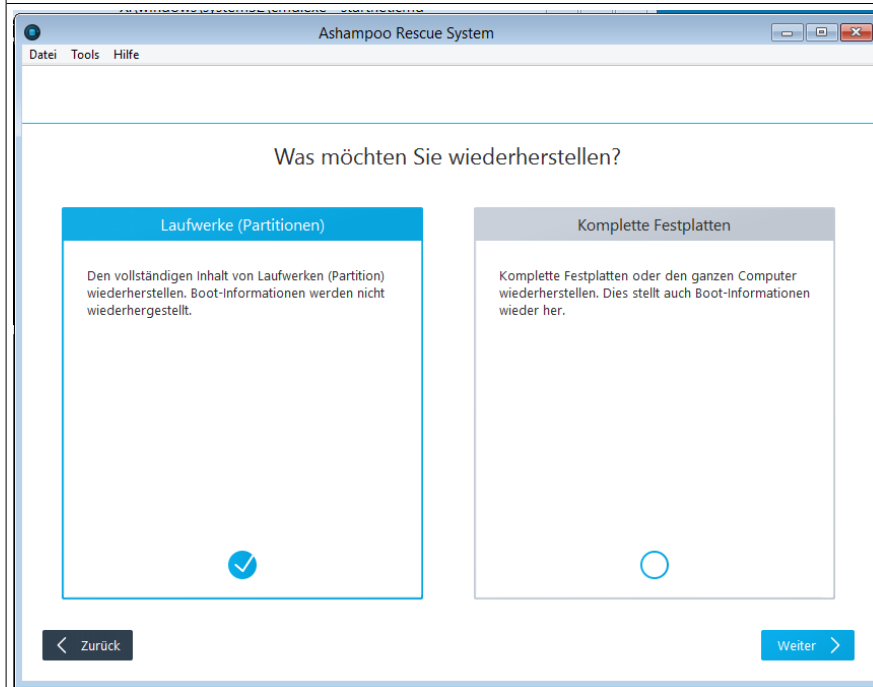 Ashampoo Rescue System
Datei Tools Hilfe
Was möchten Sie wiederherstellen?
Laufwerke (Partitionen)
Den vollständigen Inhalt von Laufwerken (Partition)
wiederherstellen. Boot-Informationen werden nicht
wiederhergestellt.
Komplette Festplatten
Komplette Festplatten oder den ganzen Computer
wiederherstellen. Dies stellt auch Boot-Informationen
wieder her.
Zurück
Weiter